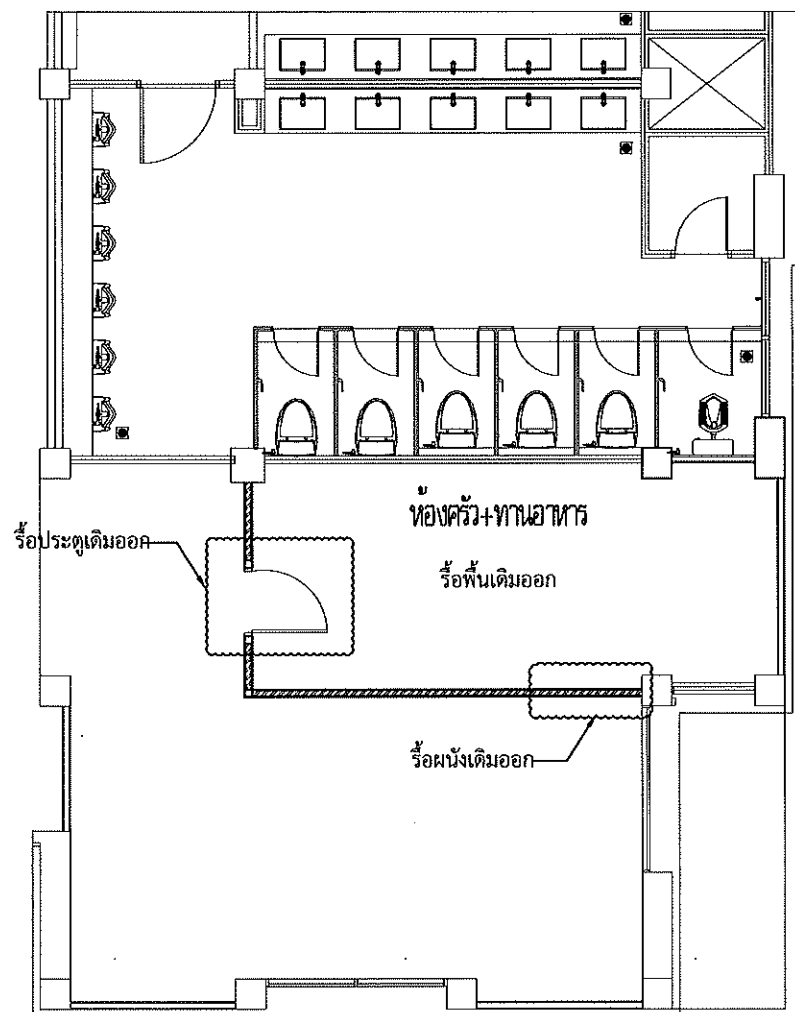 ห้องครัว+ทานอาหาร
รื้อประตูเดิมออก
รื้อพื้นเดิมออก
รื้อผนังเดิมออก